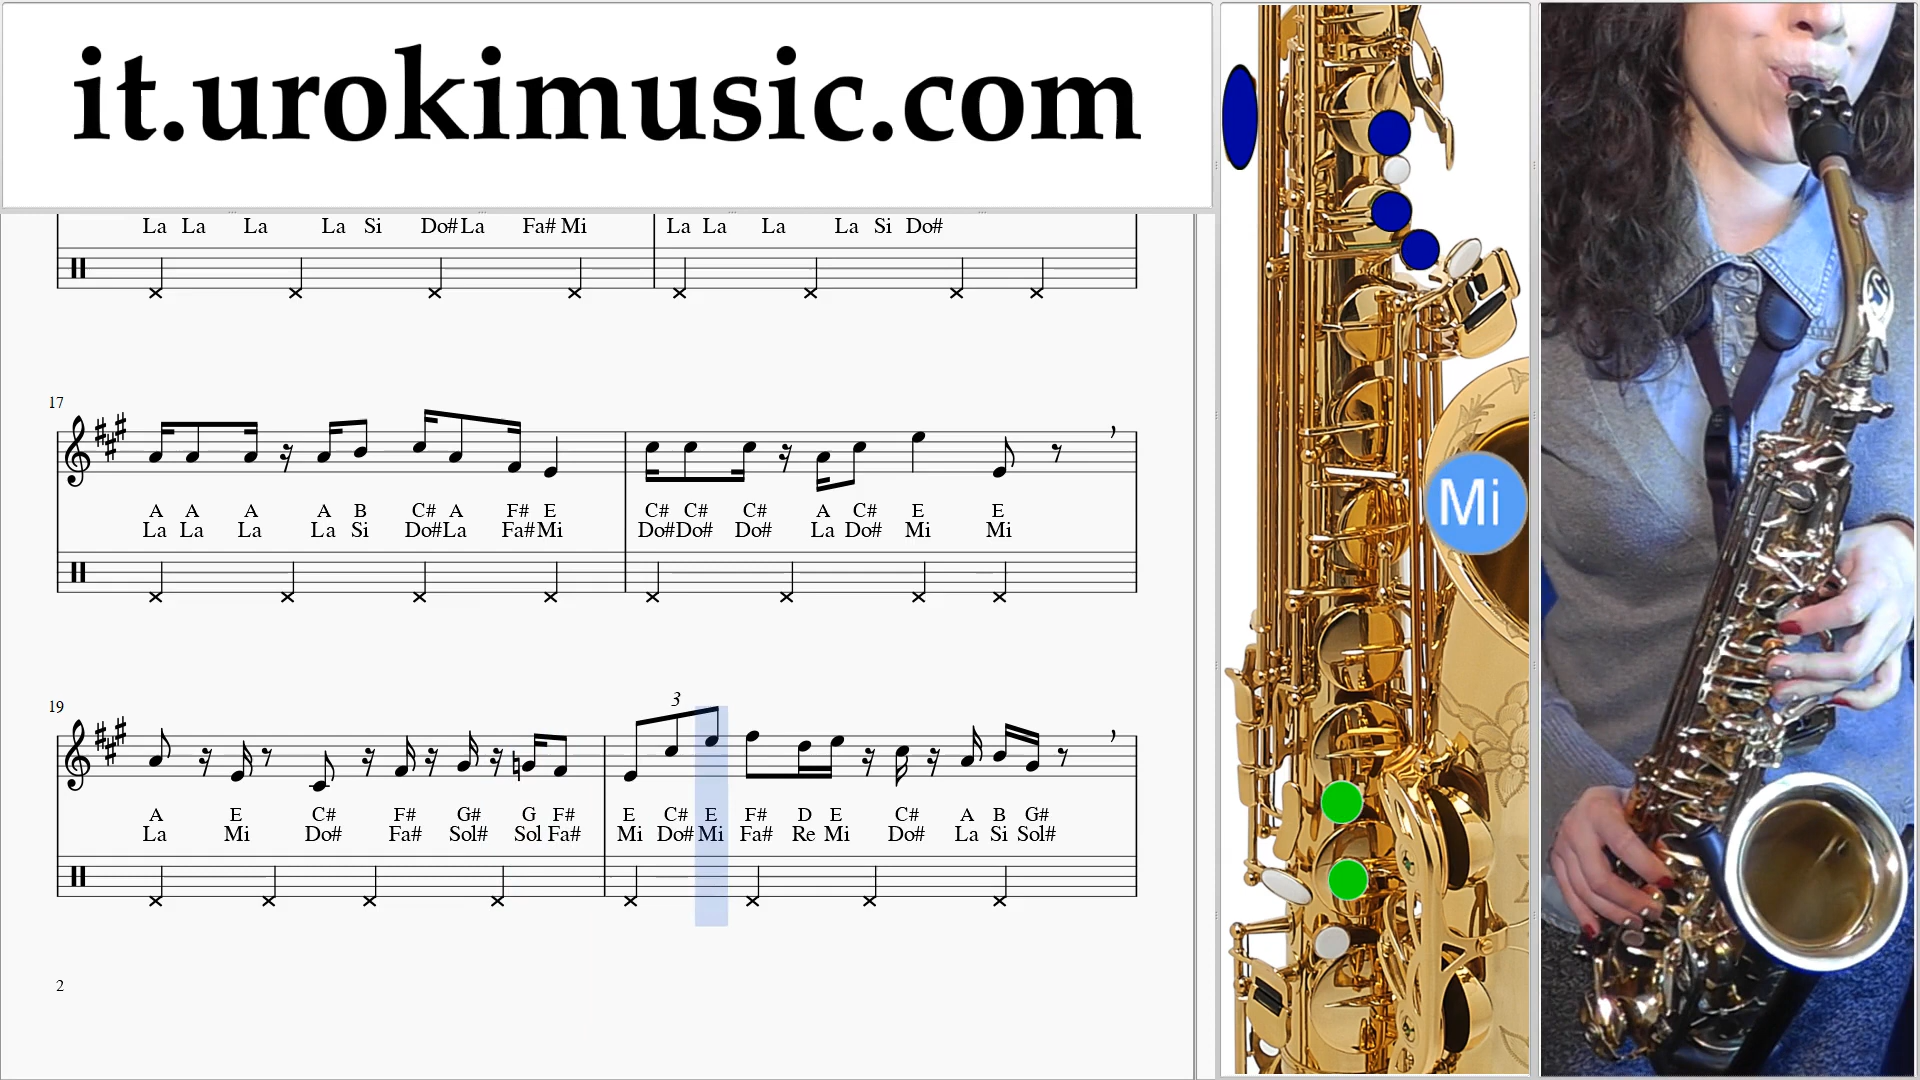 it.urokimusic.com
La La La La Si Do# La Fa# Mi La La La La Si Do#
17
A A A A B C# A F# E C# C# C# A C# E E
La La La La Si Do# La Fa# Mi Do# Do# Do# La Do# Mi Mi
Mi
19
3
A E C# F# G# G F# E C# E F# D E C# A B G#
La Mi Do# Fa# Sol# Sol Fa# Mi Do# Mi Fa# Re Mi Do# La Si Sol#
2